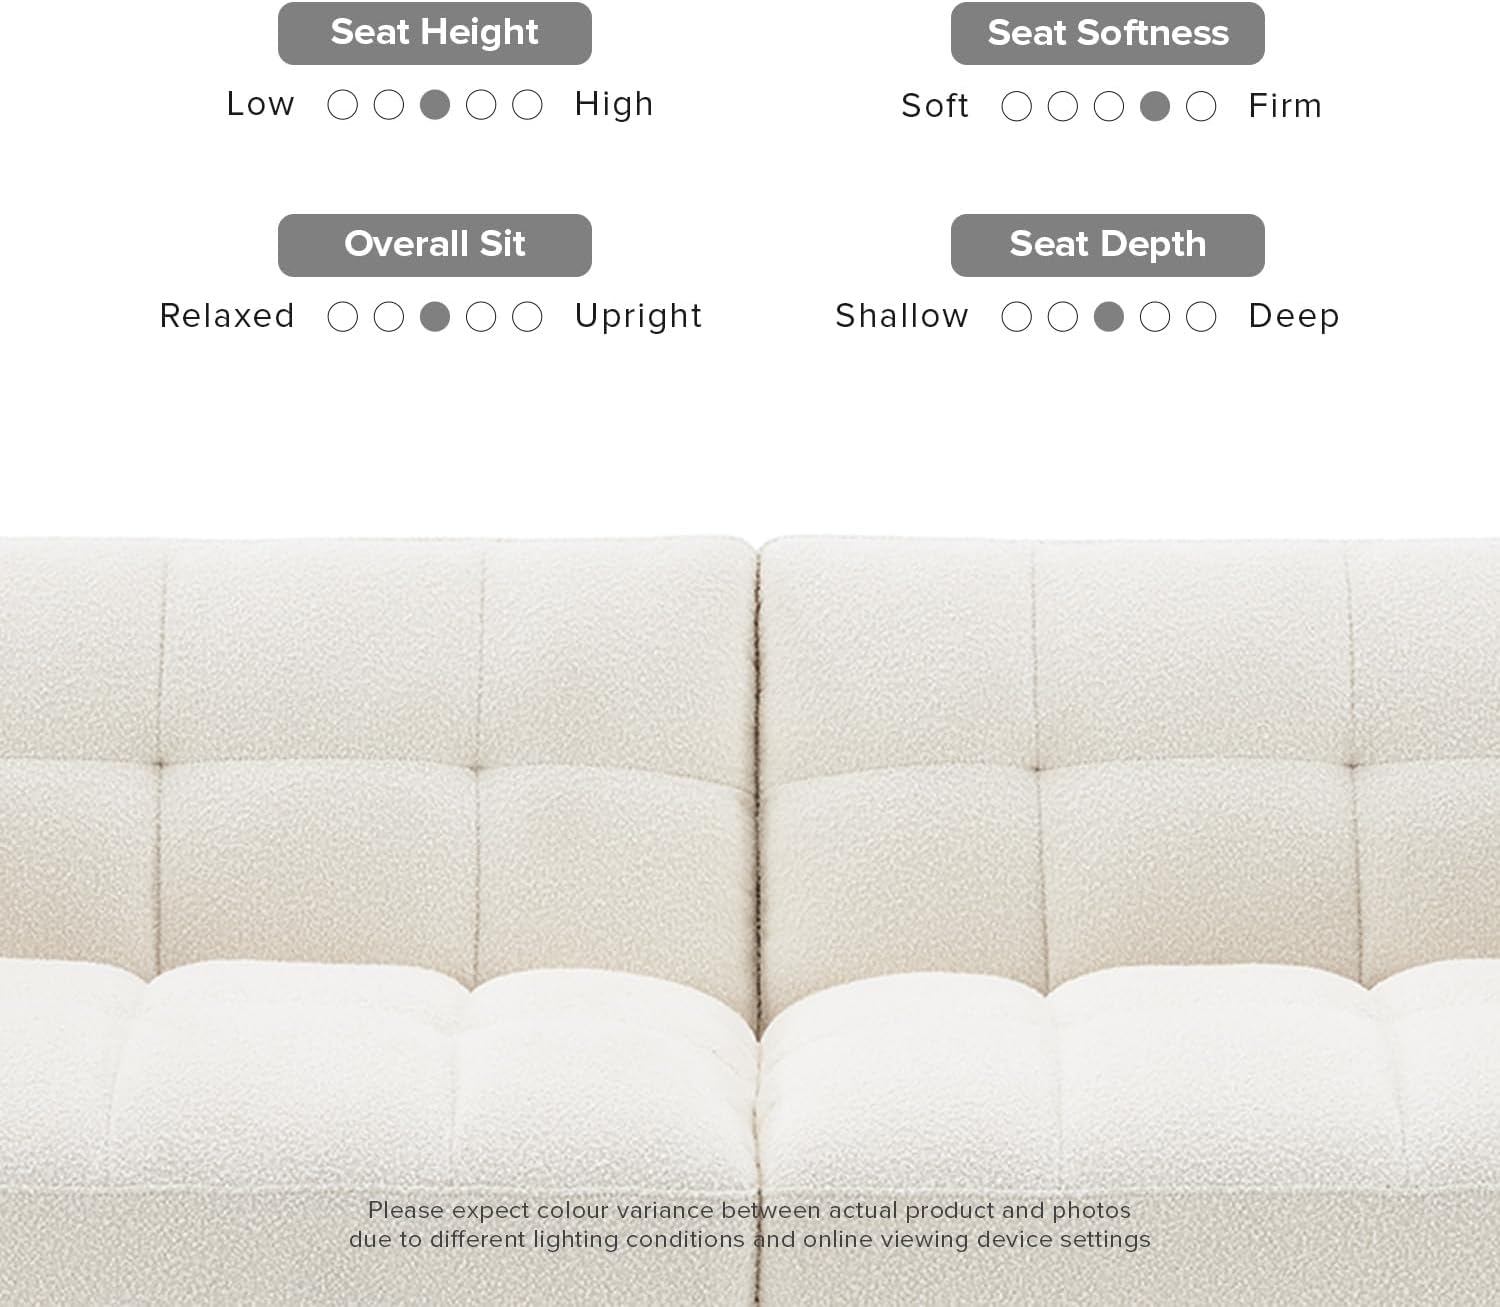 Seat Height
Low High
Seat Softness
Soft Firm
Overall Sit
Relaxed Upright
Seat Depth
Shallow Deep
Please expect colour variance between actual product and photos
due to different lighting conditions and online viewing device settings